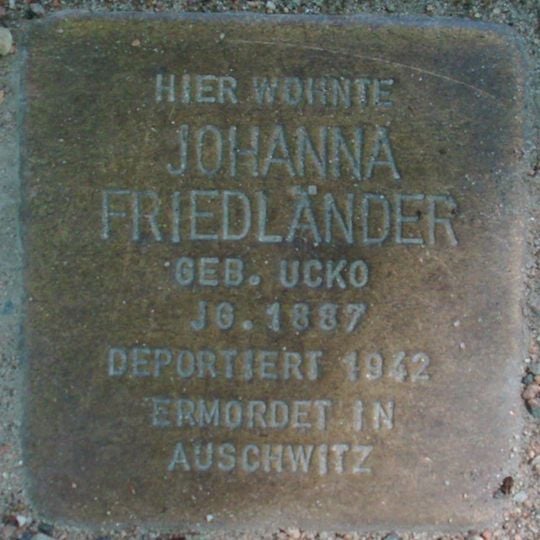 HIER WOHNTE
JOHANNA
FRIEDLÄNDER
GEB. UCKO
JG. 1887
DEPORTIERT 1942
ERMORDET IN
AUSCHWITZ